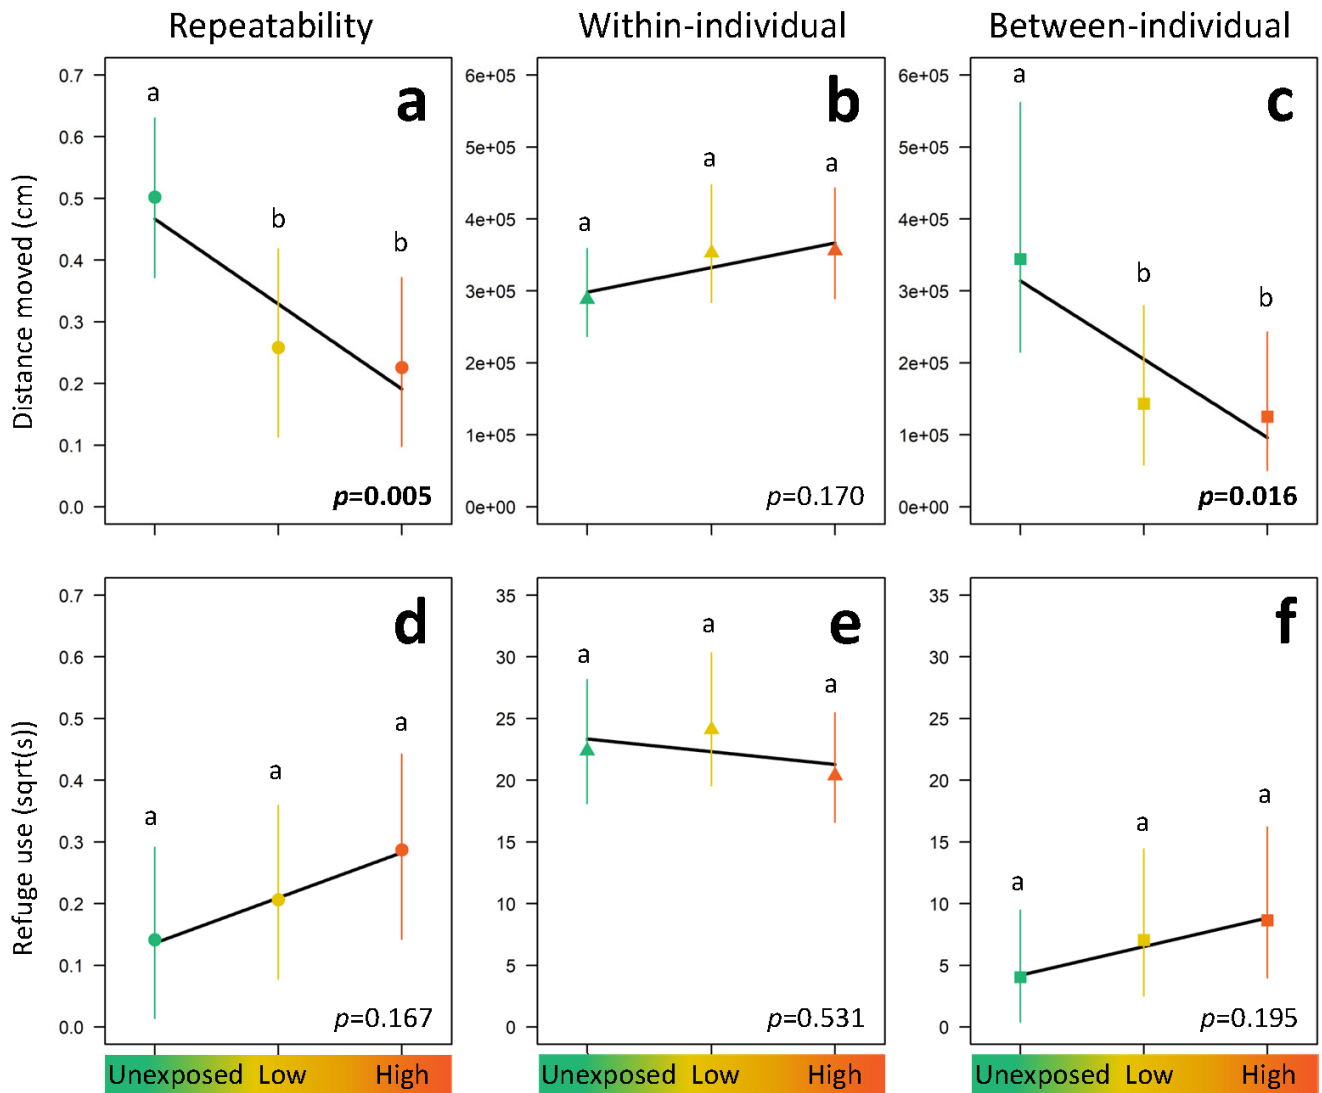 Repeatability Within-individual Between-individual
Distance moved (cm)
0.7
0.6
0.5
0.4
0.3
0.2
0.1
0.0
a
b
b
a
p=0.005
6e+05
5e+05
4e+05
3e+05
2e+05
1e+05
0e+00
a
a
a
b
p=0.170
6e+05
5e+05
4e+05
3e+05
2e+05
1e+05
0e+00
a
b
b
c
p=0.016
Refuge use (sqrt(s))
0.7
0.6
0.5
0.4
0.3
0.2
0.1
0.0
a
a
a
d
p=0.167
35
30
25
20
15
10
5
0
a
a
a
e
p=0.531
35
30
25
20
15
10
5
0
a
a
a
f
p=0.195
Unexposed Low High
Unexposed Low High
Unexposed Low High